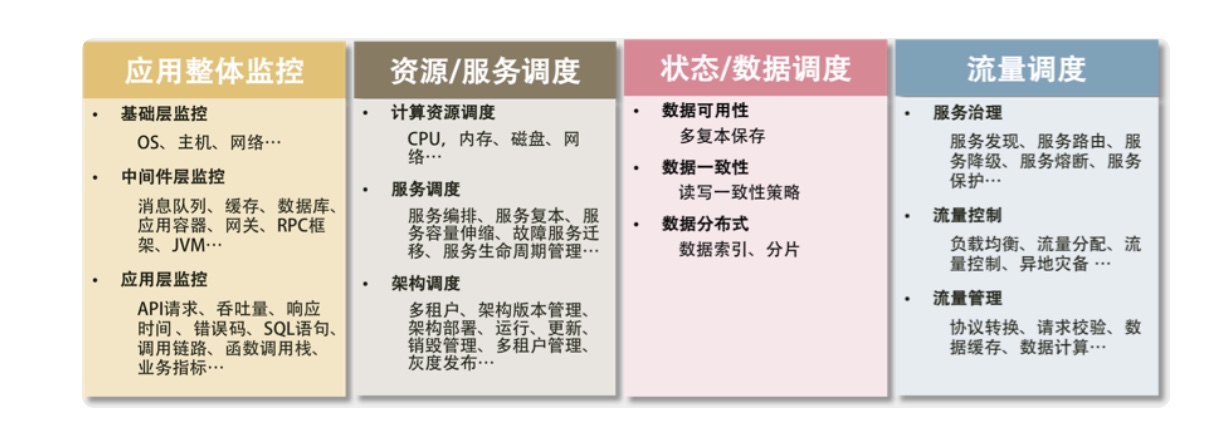 应用整体监控
• 基础层监控
OS、主机、网络…
• 中间件层监控
消息队列、缓存、数据库、
应用容器、网关、RPC框
架、JVM…
• 应用层监控
API请求、吞吐量、响应
时间、错误码、SQL语句、
调用链路、函数调用栈、
业务指标…
资源/服务调度
• 计算资源调度
CPU，内存、磁盘、网
络…
• 服务调度
服务编排、服务复本、服
务容量伸缩、故障服务迁
移、服务生命周期管理…
• 架构调度
多租户、架构版本管理、
架构部署、运行、更新、
销毁管理、多租户管理、
灰度发布…
状态/数据调度
• 数据可用性
多复本保存
• 数据一致性
读写一致性策略
• 数据分布式
数据索引、分片
流量调度
• 服务治理
服务发现、服务路由、服
务降级、服务熔断、服务
保护…
• 流量控制
负载均衡、流量分配、流
量控制、异地灾备 …
• 流量管理
协议转换、请求校验、数
据缓存、数据计算…